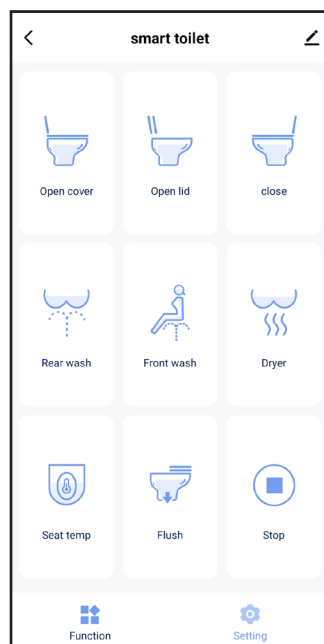 smart toilet
Open cover
Open lid
close
Rear wash
Front wash
Dryer
Seat temp
Flush
Stop
Function
Setting